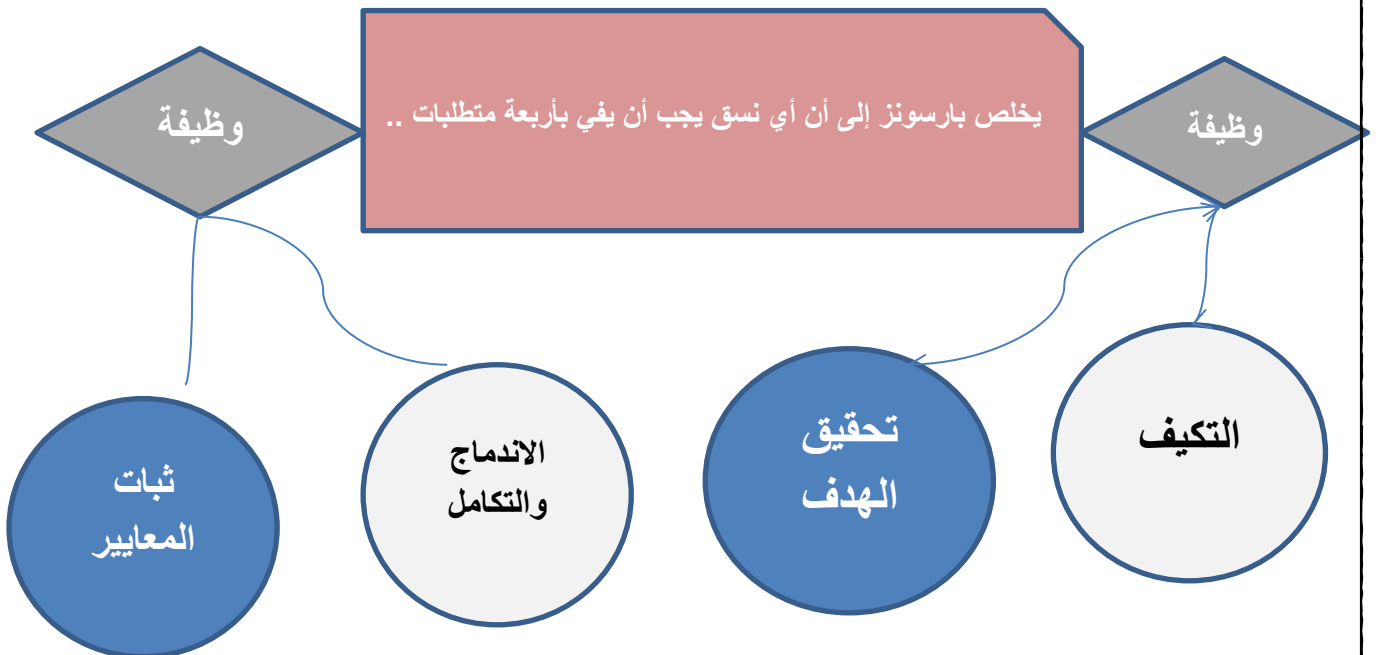 يخلص بارسونز إلى أن أي نسق يجب أن يفي بأربعة متطلبات ..
وظيفة
وظيفة
التكيف
تحقيق
الهدف
الاندماج
والتكامل
ثبات
المعايير